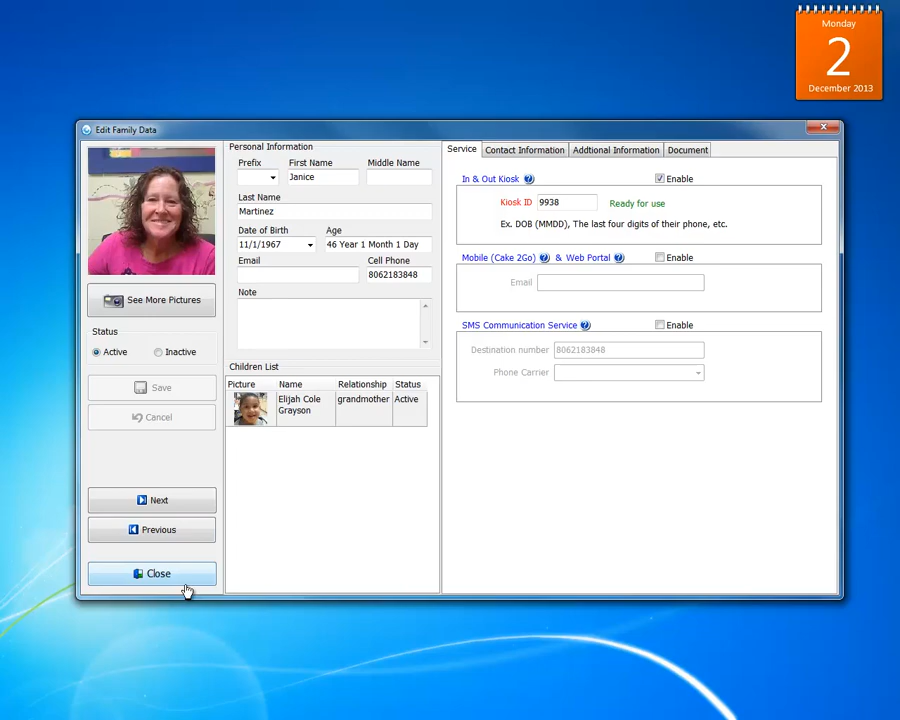 Monday
2
December 2013
Edit Family Data
See More Pictures
Status
Active
Inactive
Save
Cancel
Next
Previous
Close
Personal Information
Prefix First Name Middle Name
Janice
Last Name
Martinez
Date of Birth Age
11/1/1967 46 Year 1 Month 1 Day
Email Cell Phone
8062183848
Note
Children List
Picture Name Relationship Status
Elijah Cole grandmother Active
Grayson
Service Contact Information Addtional Information Document
In & Out Kiosk ? Enable
Kiosk ID 9938 Ready for use
Ex. DOB (MMDD), The last four digits of their phone, etc.
Mobile (Cake 2Go) ? & Web Portal ? Enable
Email
SMS Communication Service ? Enable
Destination number 8062183848
Phone Carrier